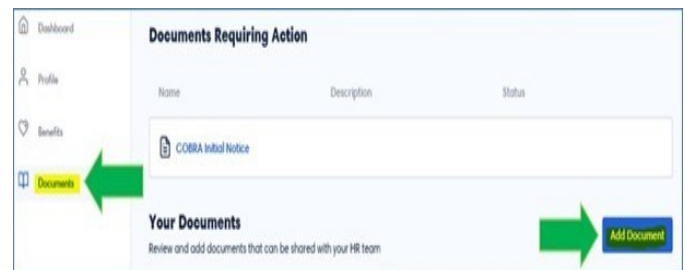 Dashboard
Profile
Benefits
Documents
Documents Requiring Action
Name Description Status
COBRA Initial Notice
Your Documents
Review and add documents that can be shared with your HR team
Add Document